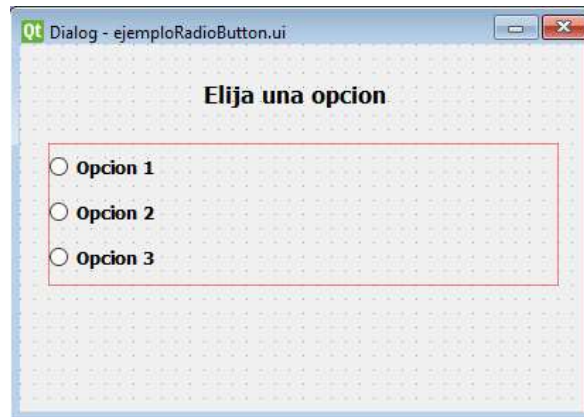 Qt Dialog - ejemploRadioButton.ui
Elija una opcion
Opcion 1
Opcion 2
Opcion 3